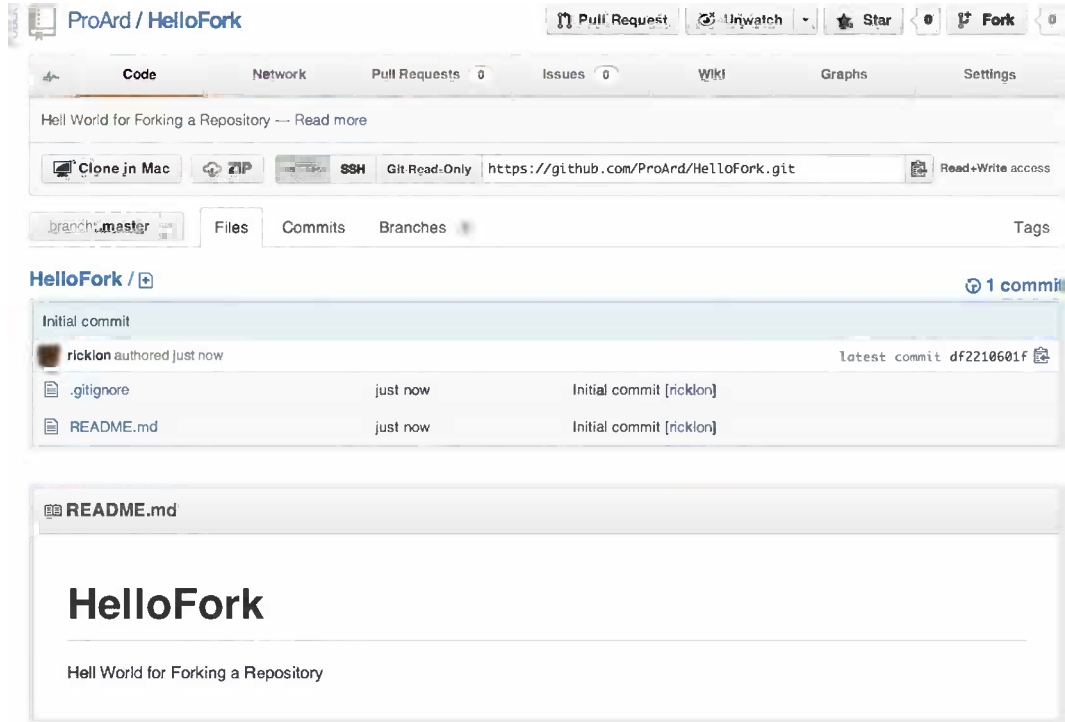 ProArd / HelloFork Pull Request Unwatch Star 0 Fork 0
Code Network Pull Requests 0 Issues 0 Wiki Graphs Settings
Hell World for Forking a Repository — Read more
Clone in Mac ZIP SSH Git Read-Only https://github.com/ProArd/HelloFork.git Read+Write access
branch: master Files Commits Branches Tags
HelloFork / 1 commit
Initial commit
ricklon authored just now latest commit df2210601f
.gitignore just now Initial commit [ricklon]
README.md just now Initial commit [ricklon]
README.md
HelloFork
Hell World for Forking a Repository